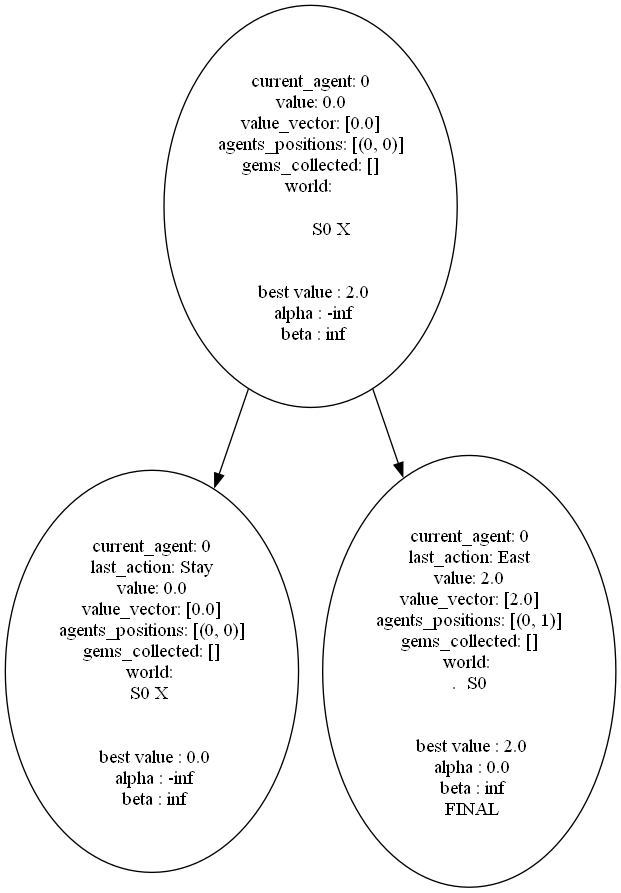 current_agent: 0
value: 0.0
value_vector: [0.0]
agents_positions: [(0, 0)]
gems_collected: []
world:
S0 X
best value : 2.0
alpha : -inf
beta : inf
current_agent: 0
last_action: Stay
value: 0.0
value_vector: [0.0]
agents_positions: [(0, 0)]
gems_collected: []
world:
S0 X
best value : 0.0
alpha : -inf
beta : inf
current_agent: 0
last_action: East
value: 2.0
value_vector: [2.0]
agents_positions: [(0, 1)]
gems_collected: []
world:
. S0
best value : 2.0
alpha : 0.0
beta : inf
FINAL